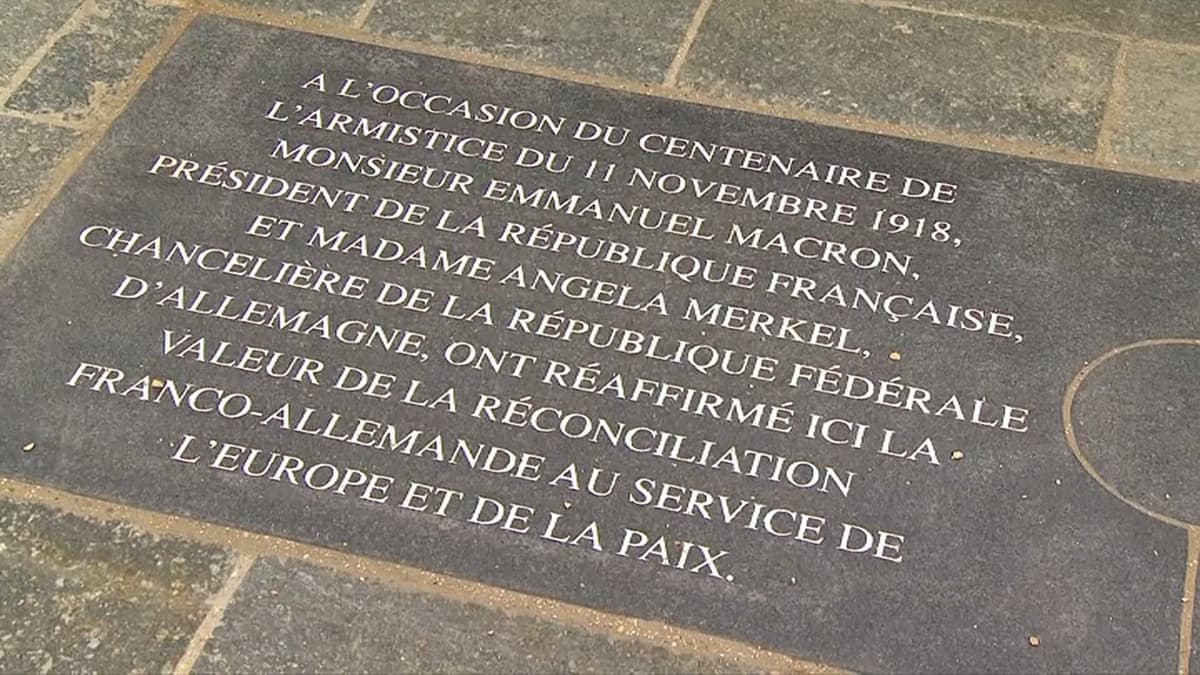 A L'OCCASION DU CENTENAIRE DE
L'ARMISTICE DU 11 NOVEMBRE 1918,
MONSIEUR EMMANUEL MACRON,
PRÉSIDENT DE LA RÉPUBLIQUE FRANÇAISE,
ET MADAME ANGELA MERKEL,
CHANCELIÈRE DE LA RÉPUBLIQUE FÉDÉRALE
D'ALLEMAGNE, ONT RÉAFFIRMÉ ICI LA
VALEUR DE LA RÉCONCILIATION
FRANCO-ALLEMANDE AU SERVICE DE
L'EUROPE ET DE LA PAIX.